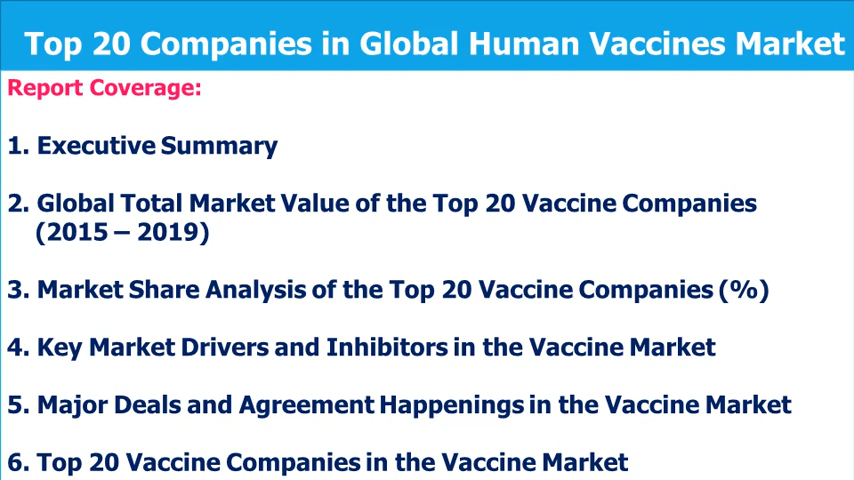 Top 20 Companies in Global Human Vaccines Market
Report Coverage:
1. Executive Summary
2. Global Total Market Value of the Top 20 Vaccine Companies
(2015 – 2019)
3. Market Share Analysis of the Top 20 Vaccine Companies (%)
4. Key Market Drivers and Inhibitors in the Vaccine Market
5. Major Deals and Agreement Happenings in the Vaccine Market
6. Top 20 Vaccine Companies in the Vaccine Market